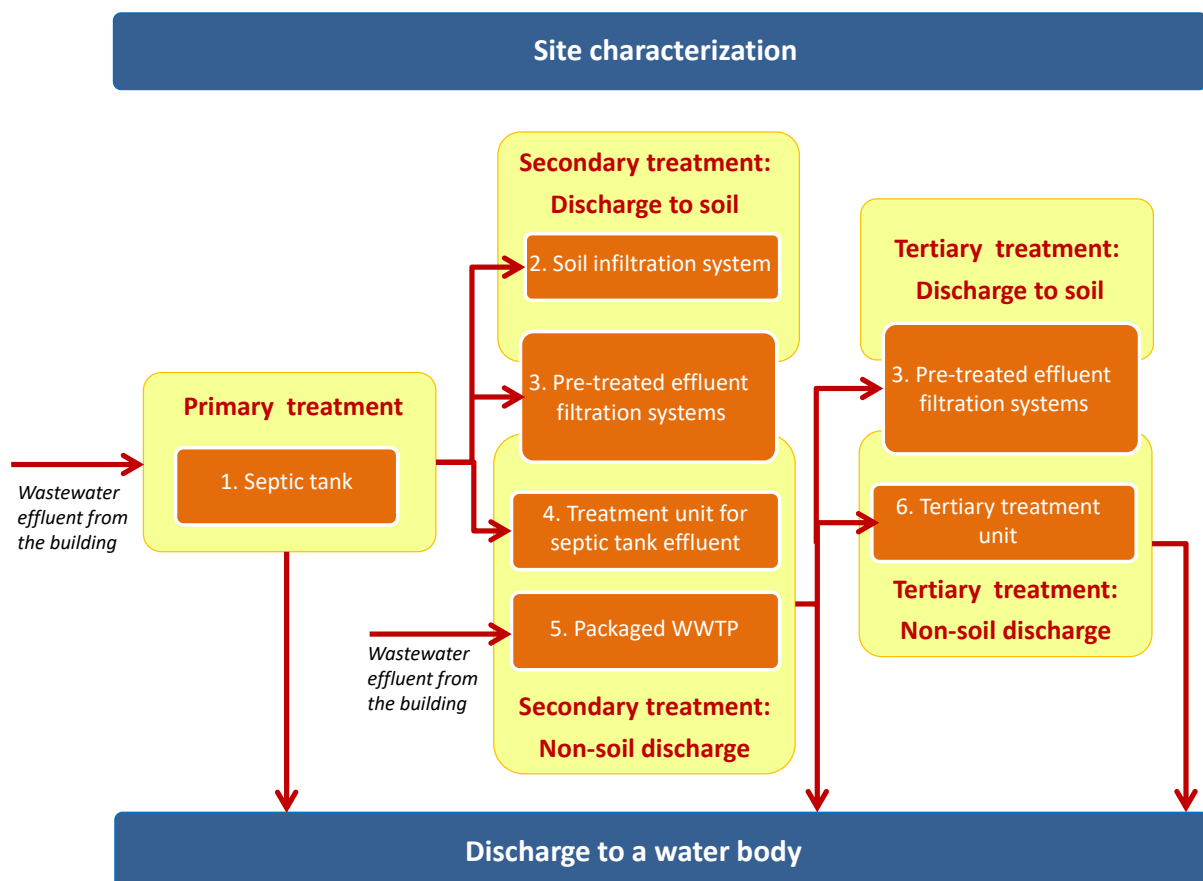 Site characterization
Secondary treatment:
Discharge to soil
2. Soil infiltration system
3. Pre-treated effluent
filtration systems
Primary  treatment
1. Septic tank
Wastewater
effluent from
the building
4. Treatment unit for
septic tank effluent
5. Packaged WWTP
Wastewater
effluent from
the building
Secondary treatment:
Non-soil discharge
Tertiary  treatment:
Discharge to soil
3. Pre-treated effluent
filtration systems
6. Tertiary treatment
unit
Tertiary  treatment:
Non-soil discharge
Discharge to a water body